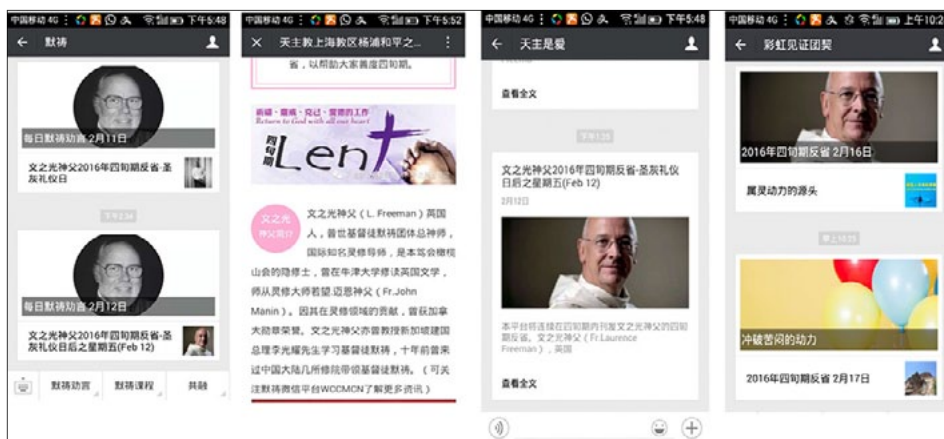 中国移动 4G 下午5:48
默祷
每日默祷劝言 2月11日
文之光神父2016年四旬期反省-圣
灰礼仪日
每日默祷劝言 2月12日
文之光神父2016年四旬期反省-圣
灰礼仪日后之星期五(Feb 12)
默祷劝言 默祷课程 共融
中国移动 4G 下午5:52
天主教上海教区杨浦和平之...
省，以帮助大家善度四旬期。
祈祷·斋戒·克己·爱德的工作
Return to God with all our heart
四旬期
Lent
文之光
神父简介
文之光神父（L. Freeman）英国
人，普世基督徒默祷团体总神师，
国际知名灵修导师，是本笃会橄榄
山会的隐修士，曾在牛津大学修读英国文学，
师从灵修大师若望.迈恩神父（Fr.John
Manin）。因其在灵修领域的贡献，曾获加拿
大勋章荣誉。文之光神父亦曾教授新加坡建国
总理李光耀先生学习基督徒默祷，十年前曾来
过中国大陆几所修院带领基督徒默祷。（可关
注默祷微信平台WCCMCN了解更多资讯）
中国移动 4G 下午5:48
天主是爱
查看全文
文之光神父2016年四旬期反省-圣灰礼仪
日后之星期五(Feb 12)
2月12日
本平台将连续在四旬期内刊发文之光神父的四旬
期反省。文之光神父（Fr.Laurence
Freeman），英国
查看全文
中国移动 4G 上午10:2
彩虹见证团契
2016年四旬期反省 2月16日
属灵动力的源头
早上10:25
冲破苦闷的动力
2016年四旬期反省 2月17日